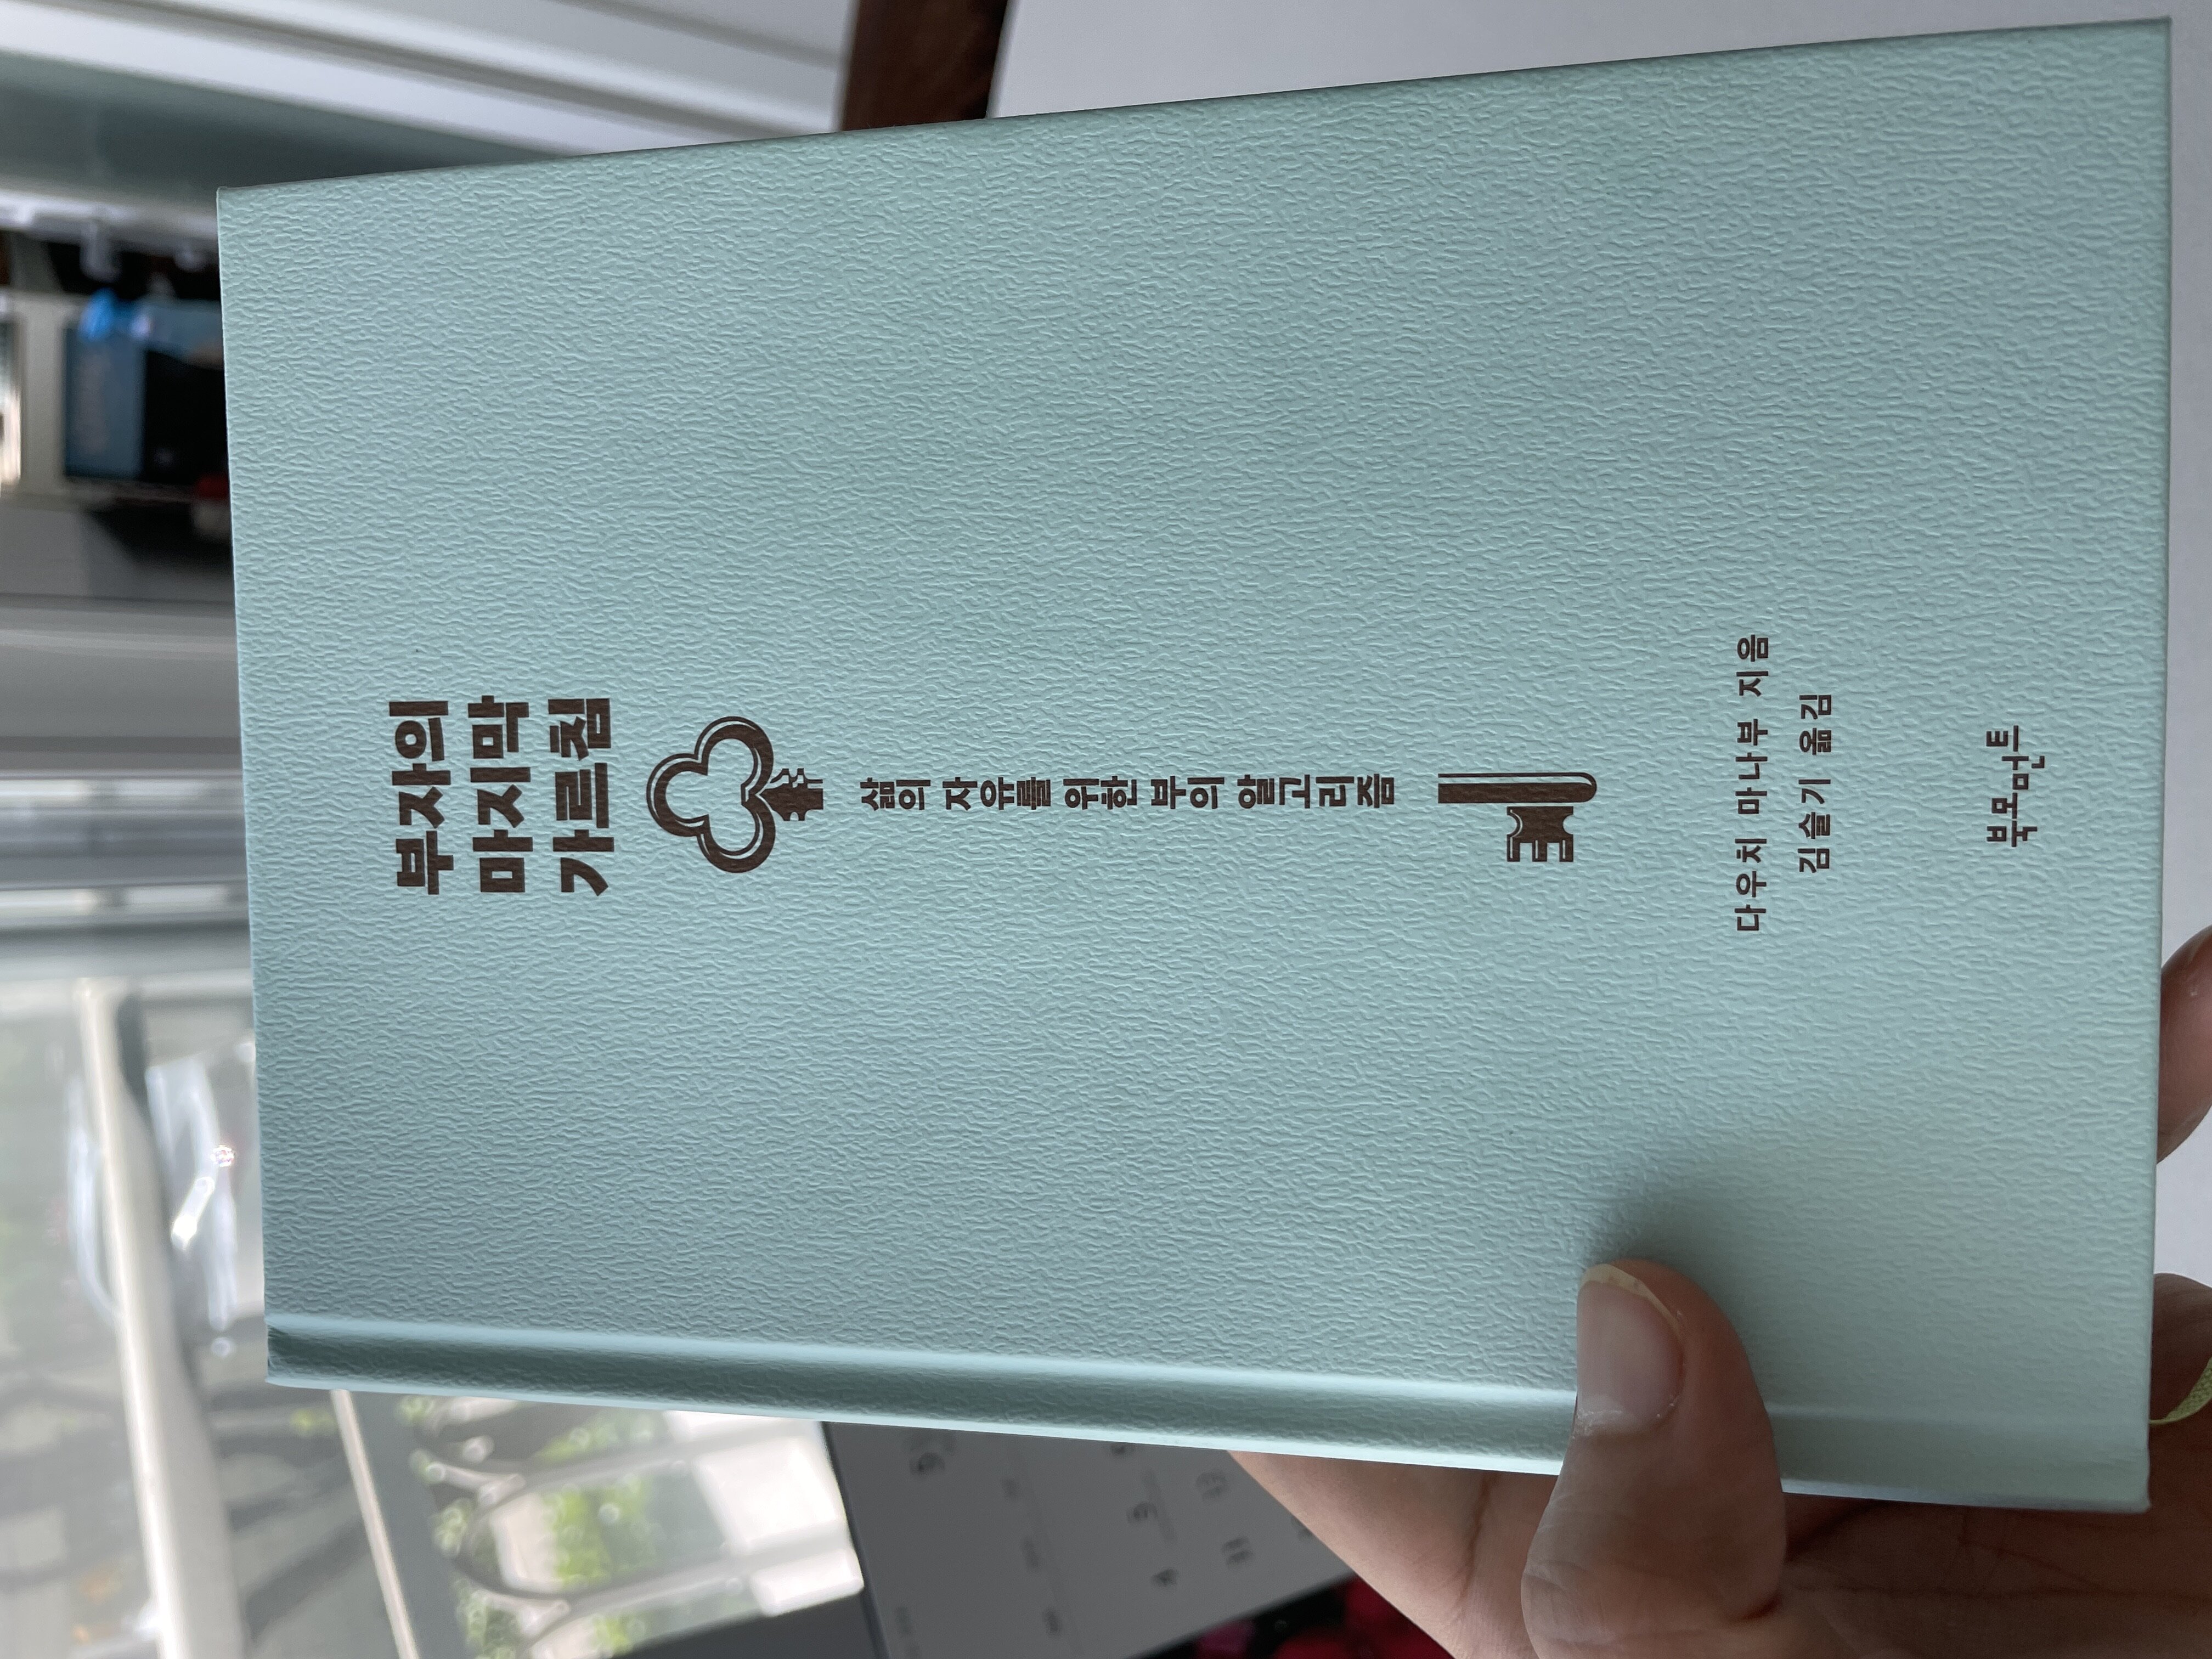 부자의
마지막
가르침
삶의 자유를 위한 부의 알고리즘
다우치 마나부 지음
김슬기 옮김
북모먼트